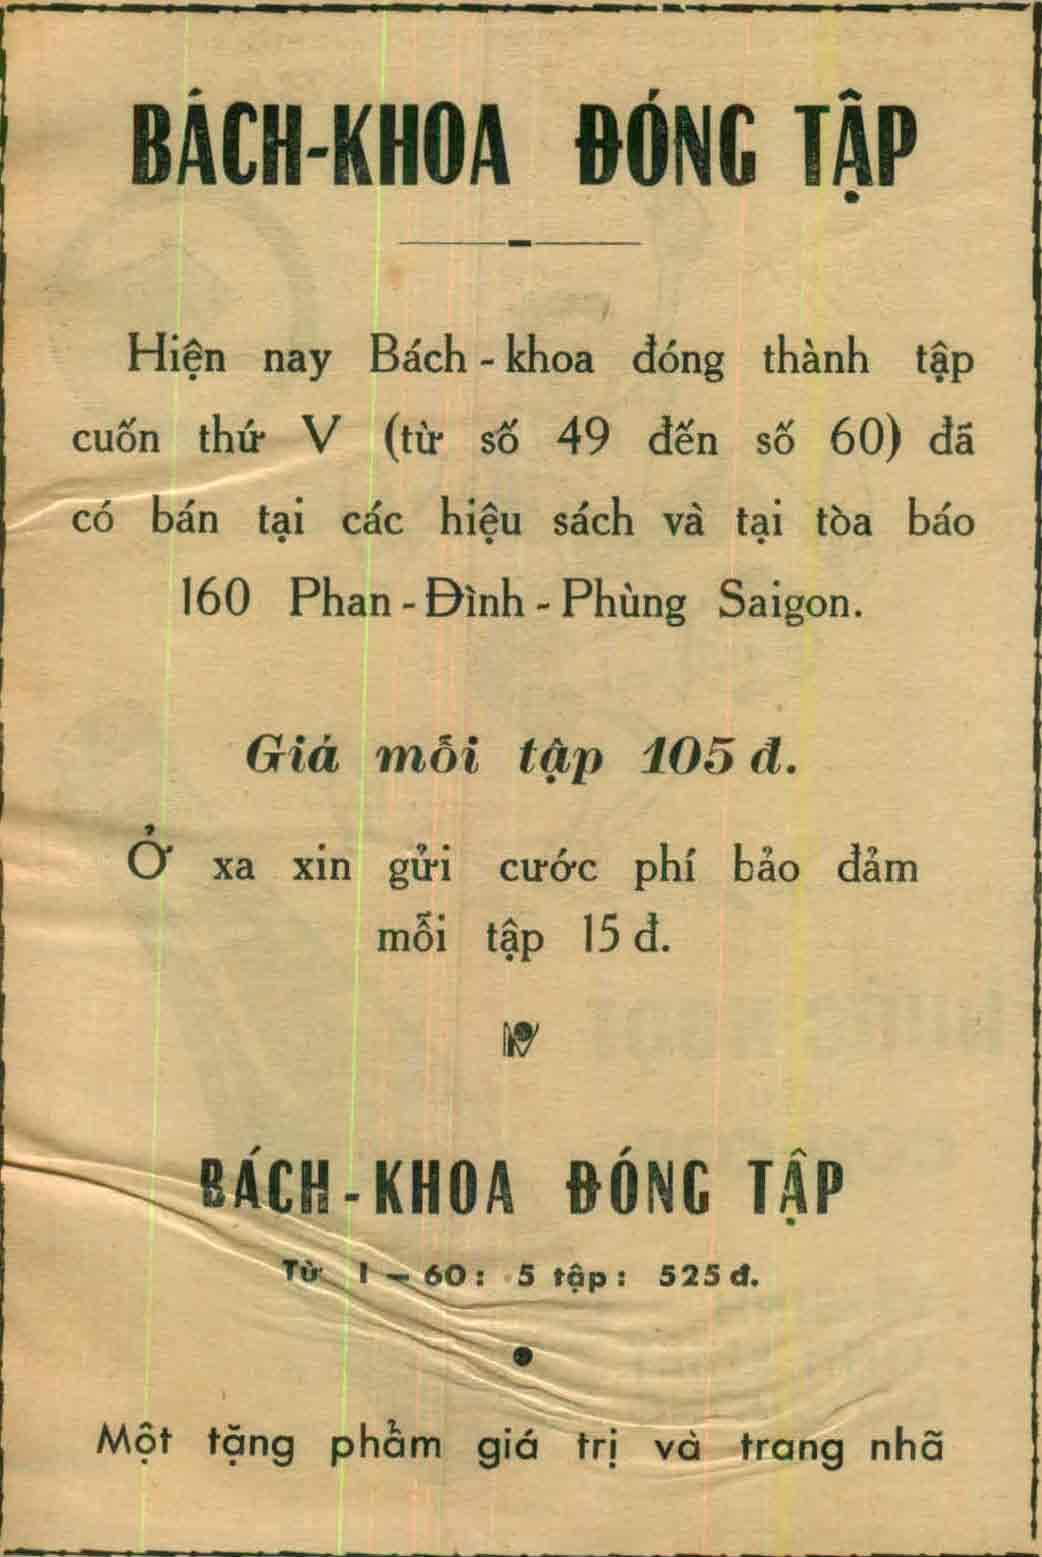 BÁCH-KHOA ĐÓNG TẬP
Hiện nay Bách - khoa đóng thành tập
cuốn thứ V (từ số 49 đến số 60) đã
có bán tại các hiệu sách và tại tòa báo
160 Phan - Đình - Phùng Saigon.
Giá mỗi tập 105 đ.
Ở xa xin gửi cước phí bảo đảm
mỗi tập 15 đ.
BÁCH - KHOA ĐÓNG TẬP
Từ 1 — 60 : 5 tập : 525 đ.
Một tặng phẩm giá trị và trang nhã